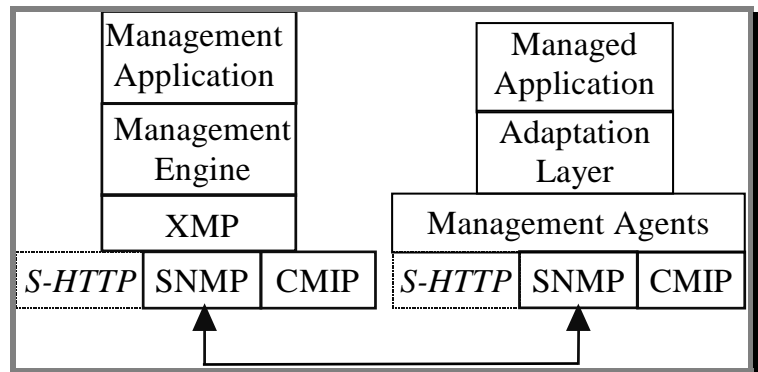 Management
Application
Management
Engine
XMP
S-HTTP SNMP CMIP
Managed
Application
Adaptation
Layer
Management Agents
S-HTTP SNMP CMIP